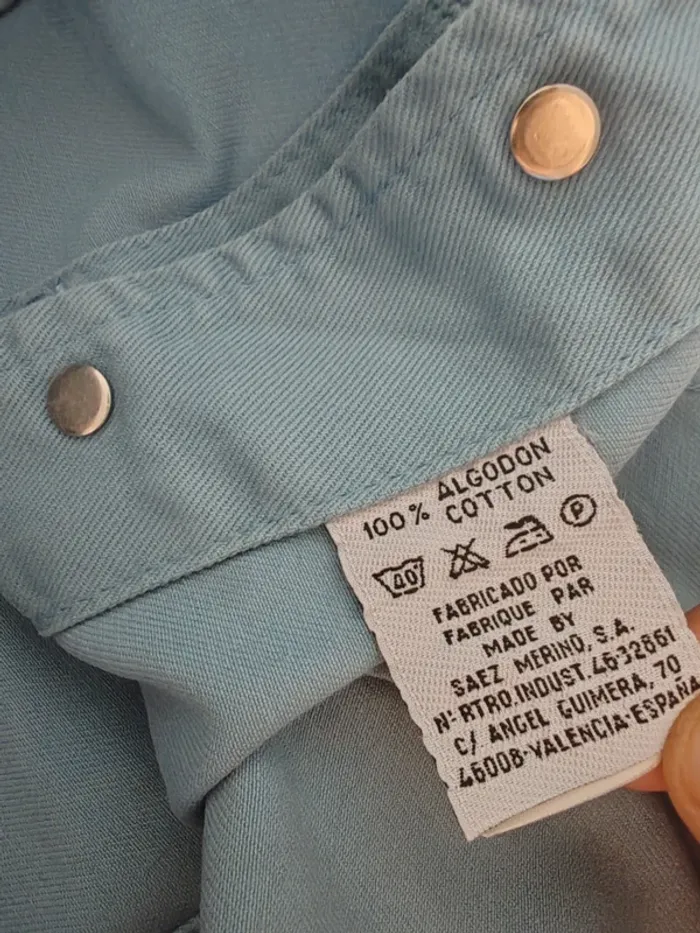 100% ALGODON
COTTON
40 P
FABRICADO POR
FABRIQUE PAR
MADE BY
SAEZ MERINO, S.A.
Nº RTRO.INDUST.46-32861
C/. ANGEL GUIMERA, 70
46008-VALENCIA-ESPAÑA